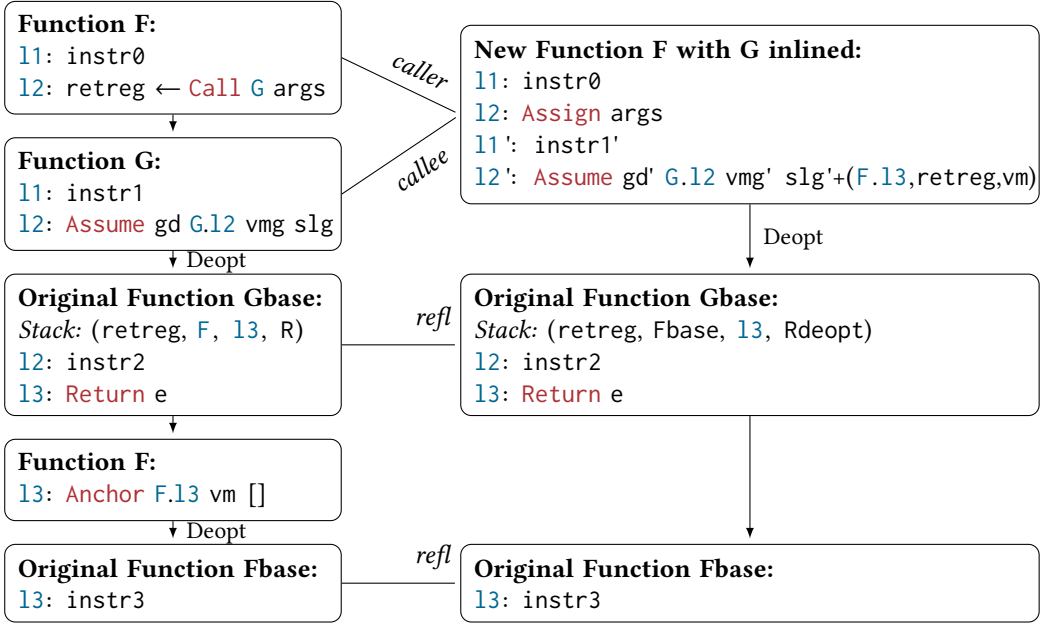 Function F:
l1: instr0
l2: retreg ← Call G args
Function G:
l1: instr1
l2: Assume gd G.l2 vmg slg
Deopt
Original Function Gbase:
Stack: (retreg, F, l3, R)
l2: instr2
l3: Return e
Function F:
l3: Anchor F.l3 vm []
Deopt
Original Function Fbase:
l3: instr3
caller
callee
refl
refl
New Function F with G inlined:
l1: instr0
l2: Assign args
l1': instr1'
l2': Assume gd' G.l2 vmg' slg'+(F.l3,retreg,vm)
Deopt
Original Function Gbase:
Stack: (retreg, Fbase, l3, Rdeopt)
l2: instr2
l3: Return e
Original Function Fbase:
l3: instr3